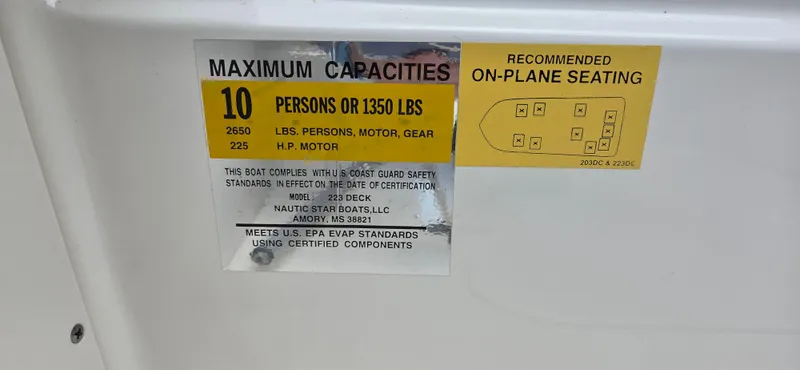 MAXIMUM CAPACITIES
10 PERSONS OR 1350 LBS
2650 LBS. PERSONS, MOTOR, GEAR
225 H.P. MOTOR
THIS BOAT COMPLIES WITH U.S. COAST GUARD SAFETY
STANDARDS IN EFFECT ON THE DATE OF CERTIFICATION
MODEL: 223 DECK
NAUTIC STAR BOATS, LLC
AMORY, MS 38821
MEETS U.S. EPA EVAP STANDARDS
USING CERTIFIED COMPONENTS
RECOMMENDED
ON-PLANE SEATING
203DC & 223DC